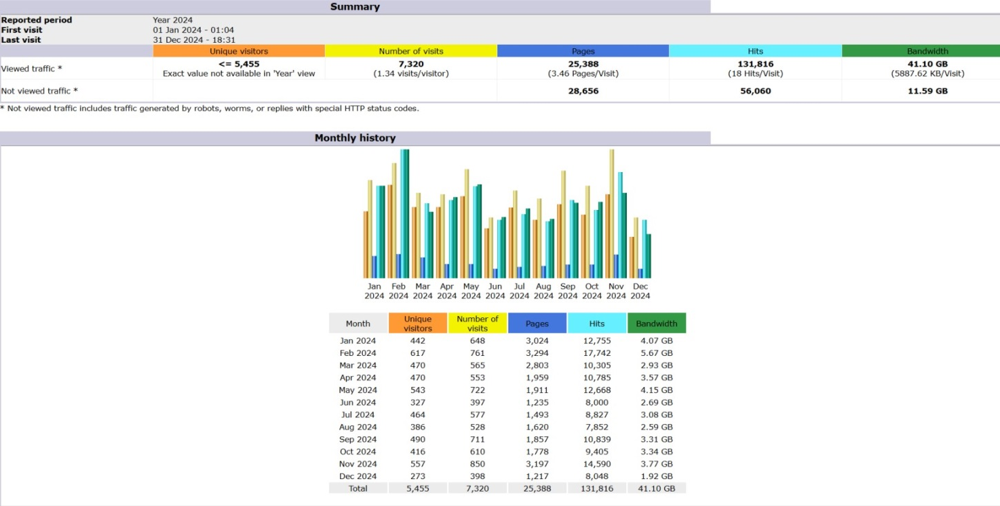 Summary
Reported period Year 2024
First visit 01 Jan 2024 - 01:04
Last visit 31 Dec 2024 - 18:31
Unique visitors Number of visits Pages Hits Bandwidth
Viewed traffic * <= 5,455 7,320 25,388 131,816 41.10 GB
Exact value not available in 'Year' view (1.34 visits/visitor) (3.46 Pages/Visit) (18 Hits/Visit) (5887.62 KB/Visit)
Not viewed traffic * 28,656 56,060 11.59 GB
* Not viewed traffic includes traffic generated by robots, worms, or replies with special HTTP status codes.
Monthly history
Jan Feb Mar Apr May Jun Jul Aug Sep Oct Nov Dec
2024 2024 2024 2024 2024 2024 2024 2024 2024 2024 2024 2024
Month Unique visitors Number of visits Pages Hits Bandwidth
Jan 2024 442 648 3,024 12,755 4.07 GB
Feb 2024 617 761 3,294 17,742 5.67 GB
Mar 2024 470 565 2,803 10,305 2.93 GB
Apr 2024 470 553 1,959 10,785 3.57 GB
May 2024 543 722 1,911 12,668 4.15 GB
Jun 2024 327 397 1,235 8,000 2.69 GB
Jul 2024 464 577 1,493 8,827 3.08 GB
Aug 2024 386 528 1,620 7,852 2.59 GB
Sep 2024 490 711 1,857 10,839 3.31 GB
Oct 2024 416 610 1,778 9,405 3.34 GB
Nov 2024 557 850 3,197 14,590 3.77 GB
Dec 2024 273 398 1,217 8,048 1.92 GB
Total 5,455 7,320 25,388 131,816 41.10 GB